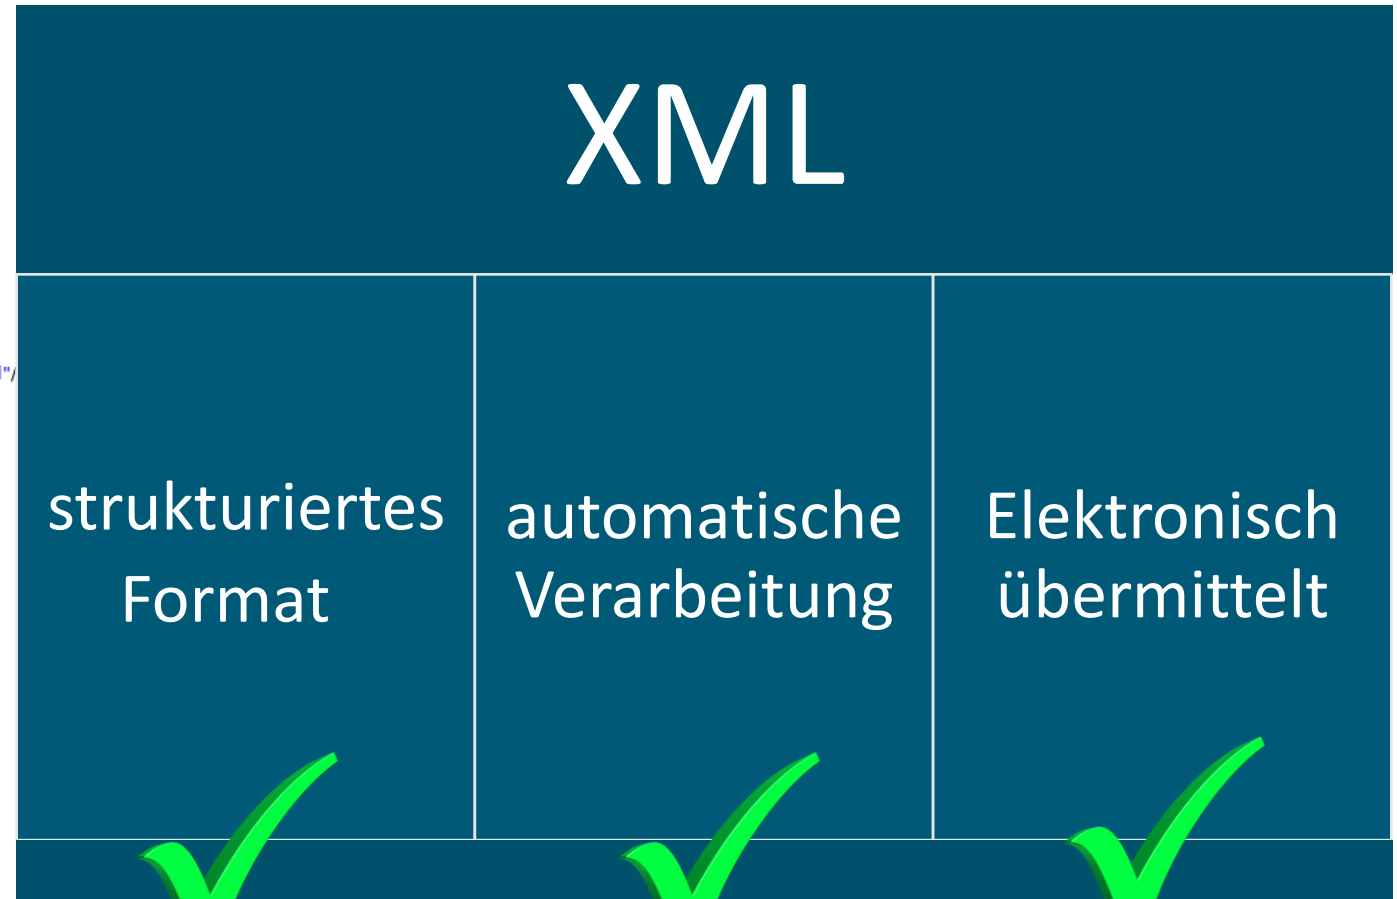 XML
"/
strukturiertes
Format
automatische
Verarbeitung
Elektronisch
übermittelt